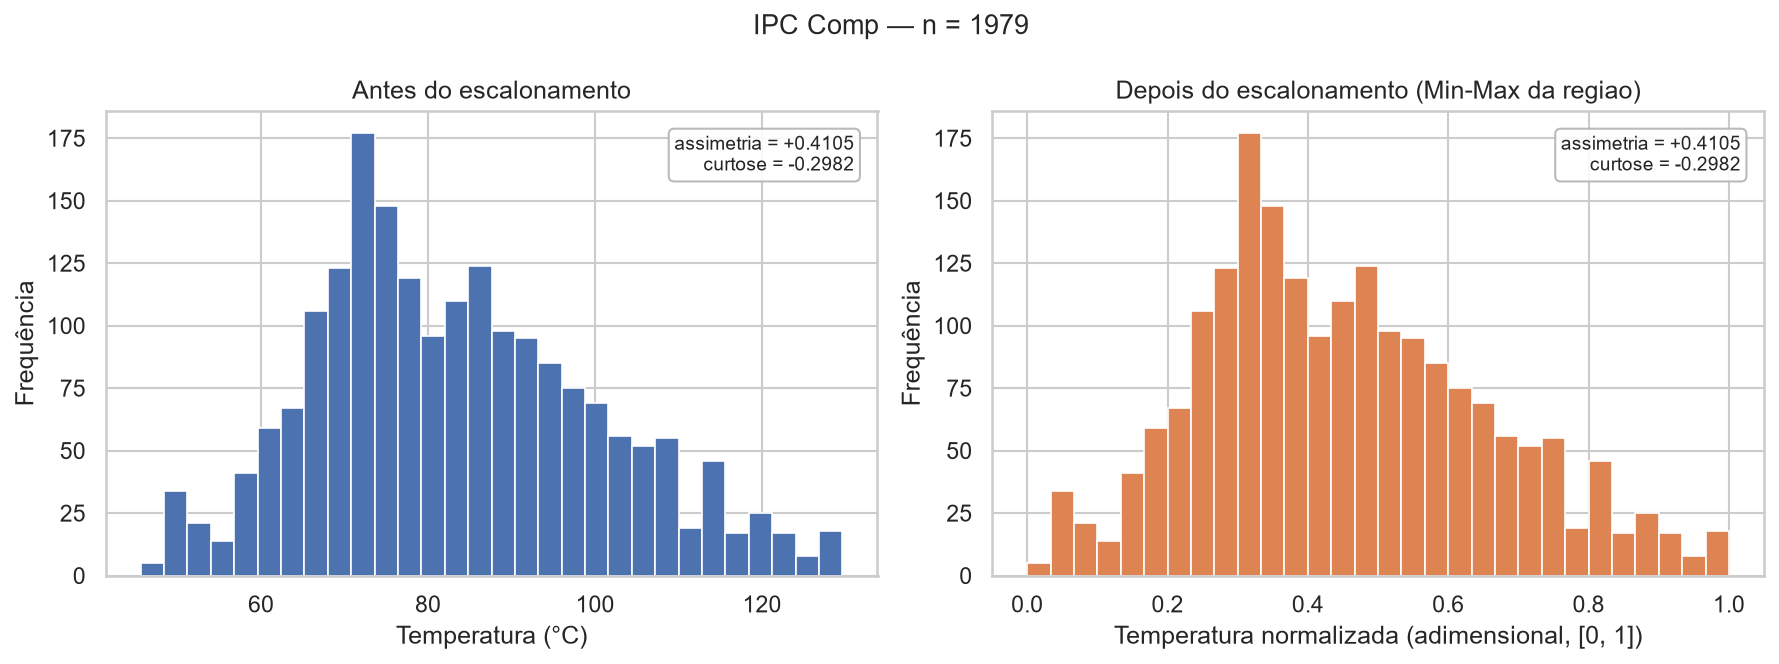 IPC Comp — n = 1979
Antes do escalonamento
assimetria = +0.4105
curtose = -0.2982
Frequência
175
150
125
100
75
50
25
0
60
80
100
120
Temperatura (°C)
Depois do escalonamento (Min-Max da regiao)
assimetria = +0.4105
curtose = -0.2982
Frequência
175
150
125
100
75
50
25
0
0.0
0.2
0.4
0.6
0.8
1.0
Temperatura normalizada (adimensional, [0, 1])